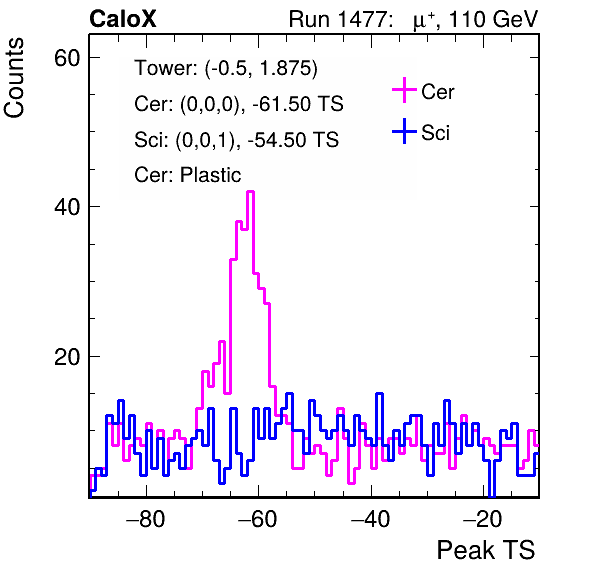 CaloX Run 1477: μ+, 110 GeV
Counts
60
40
20
Tower: (-0.5, 1.875)
Cer: (0,0,0), -61.50 TS
Sci: (0,0,1), -54.50 TS
Cer: Plastic
Cer
Sci
−80 −60 −40 −20
Peak TS